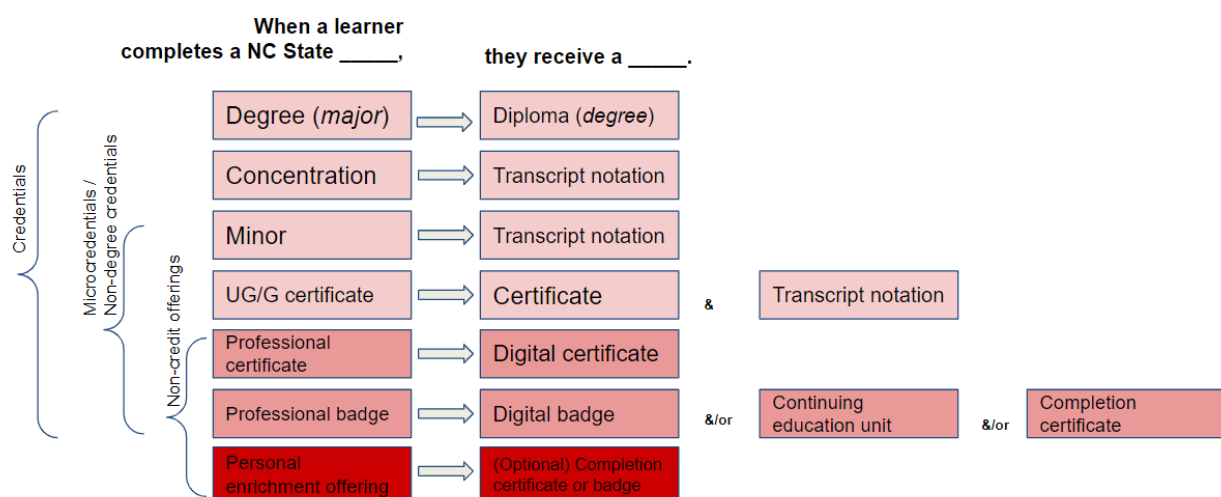 When a learner
completes a NC State _____,
they receive a _____.
Credentials
Microcredentials /
Non-degree credentials
Non-credit offerings
Degree (major)
Diploma (degree)
Concentration
Transcript notation
Minor
Transcript notation
UG/G certificate
Certificate
&
Transcript notation
Professional
certificate
Digital certificate
Professional badge
Digital badge
&/or
Continuing
education unit
&/or
Completion
certificate
Personal
enrichment offering
(Optional) Completion
certificate or badge